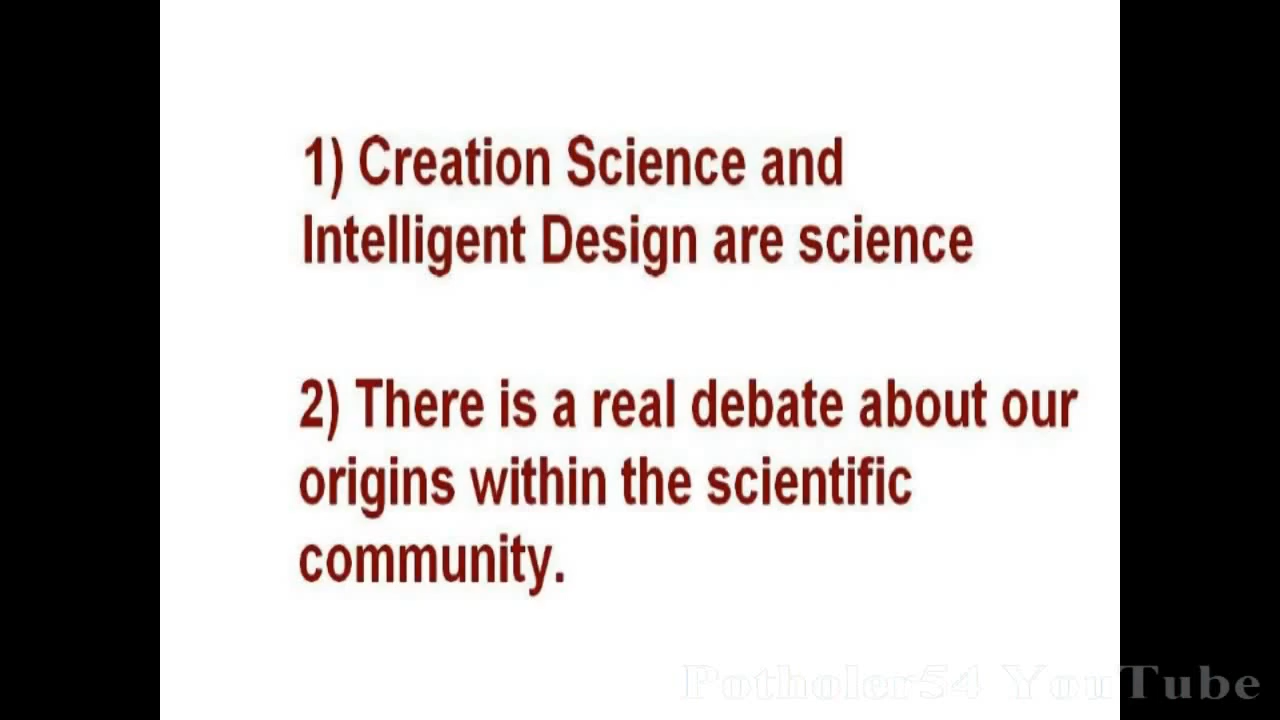 1) Creation Science and
Intelligent Design are science
2) There is a real debate about our
origins within the scientific
community.
Potholer54 YouTube